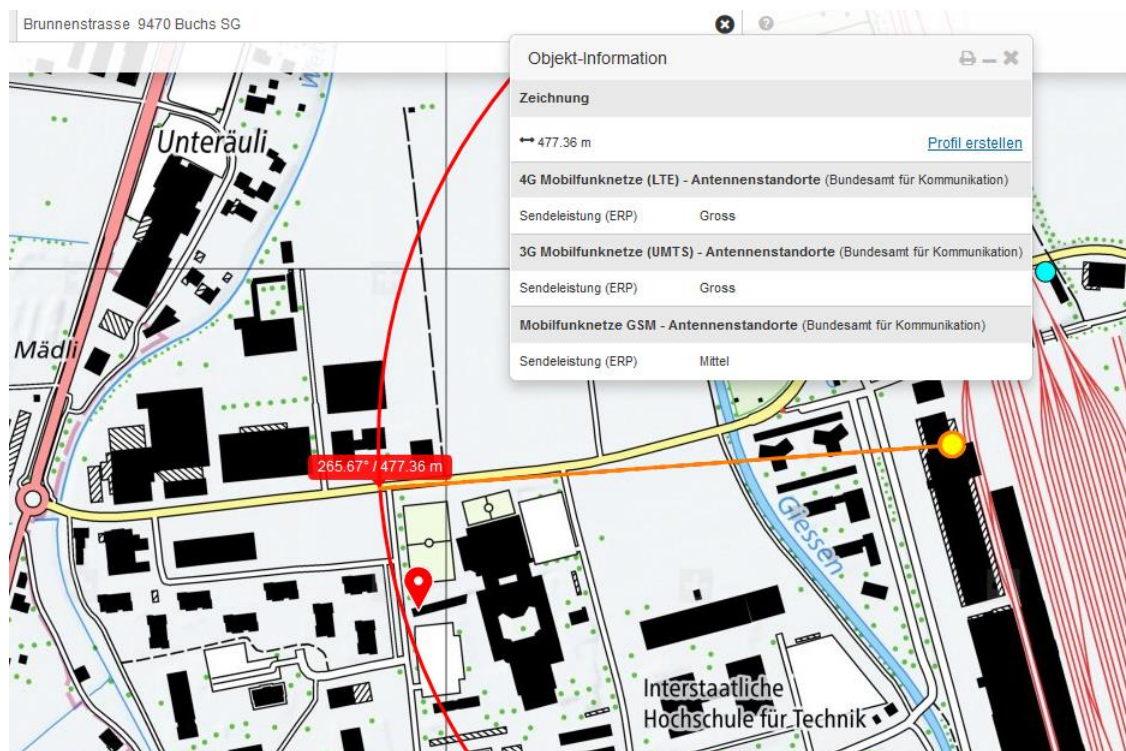 Brunnenstrasse 9470 Buchs SG
Objekt-Information
Zeichnung
↔ 477.36 m
Profil erstellen
4G Mobilfunknetze (LTE) - Antennenstandorte (Bundesamt für Kommunikation)
Sendeleistung (ERP) Gross
3G Mobilfunknetze (UMTS) - Antennenstandorte (Bundesamt für Kommunikation)
Sendeleistung (ERP) Gross
Mobilfunknetze GSM - Antennenstandorte (Bundesamt für Kommunikation)
Sendeleistung (ERP) Mittel
Unteräuli
Mädli
265.67° / 477.36 m
Giessen
Interstaatliche
Hochschule für Technik